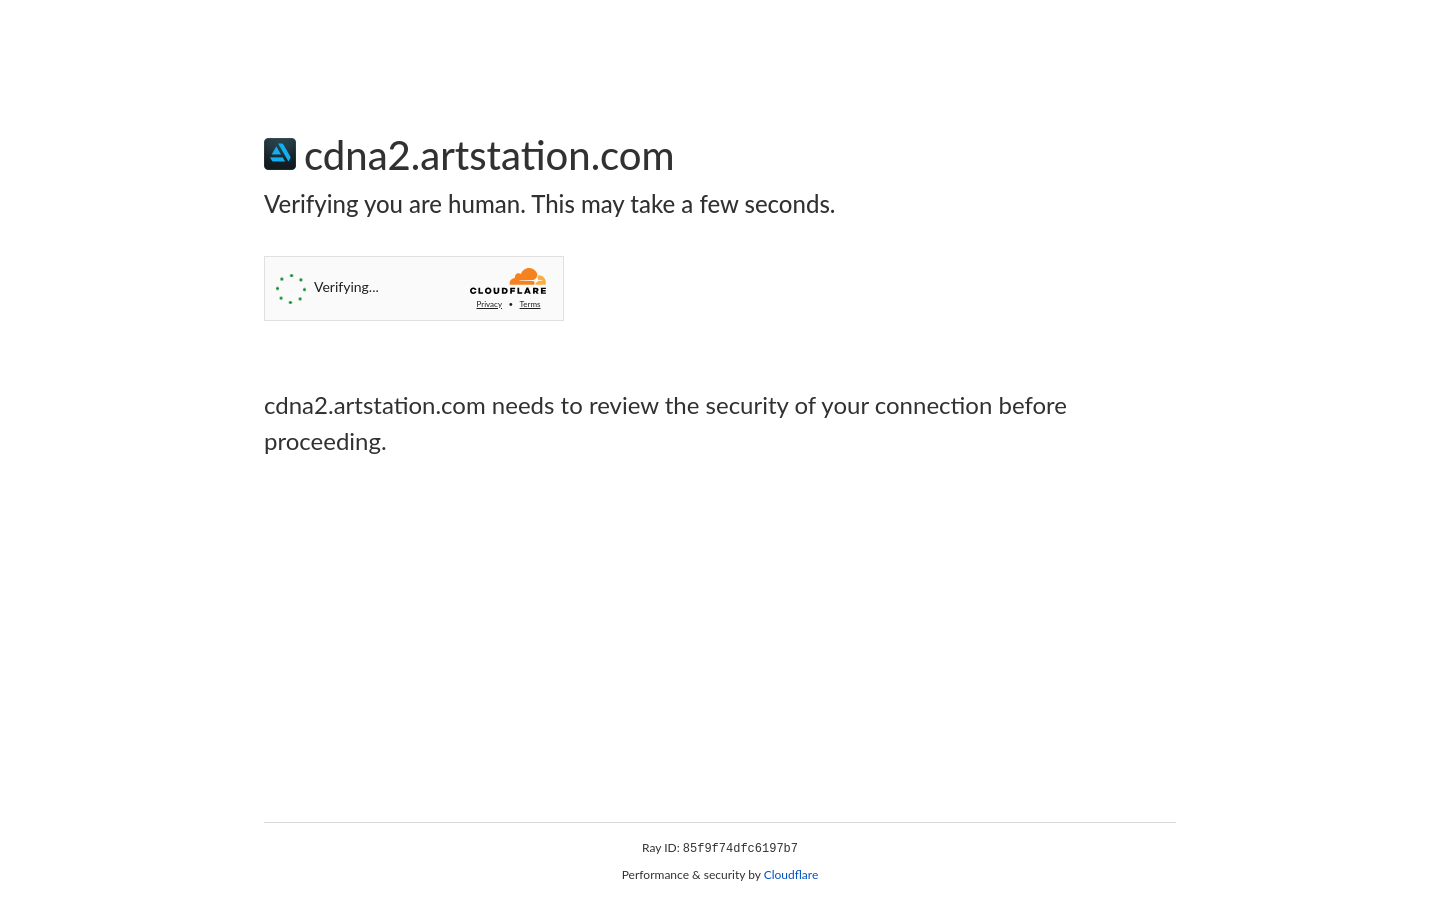 cdna2.artstation.com
Verifying you are human. This may take a few seconds.
Verifying...
CLOUDFLARE
Privacy • Terms
cdna2.artstation.com needs to review the security of your connection before
proceeding.
Ray ID: 85f9f74dfc6197b7
Performance & security by Cloudflare